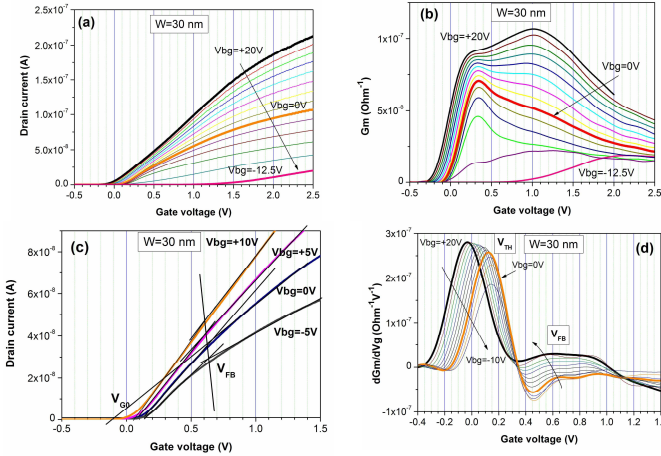 (a)
W=30 nm
Vbg=+20V
Vbg=0V
Vbg=-12.5V
Drain current (A)
2.5x10⁻⁷
2.0x10⁻⁷
1.5x10⁻⁷
1.0x10⁻⁷
5.0x10⁻⁸
0.0
-0.5 0.0 0.5 1.0 1.5 2.0 2.5
Gate voltage (V)
(b)
W=30 nm
Vbg=+20V
Vbg=0V
Vbg=-12.5V
Gm (Ohm⁻¹)
1x10⁻⁷
5x10⁻⁸
0
-0.5 0.0 0.5 1.0 1.5 2.0 2.5
Gate voltage (V)
(c)
W=30 nm
Vbg=+10V
Vbg=+5V
Vbg=0V
Vbg=-5V
V_FB
V_G0
Drain current (A)
8x10⁻⁸
6x10⁻⁸
4x10⁻⁸
2x10⁻⁸
0
-0.5 0.0 0.5 1.0 1.5
Gate voltage (V)
V_TH
W=30 nm
(d)
Vbg=+20V
Vbg=0V
V_FB
Vbg=-10V
dGm/dVg (Ohm⁻¹V⁻¹)
3x10⁻⁷
2x10⁻⁷
1x10⁻⁷
0
-1x10⁻⁷
-0.4 -0.2 0.0 0.2 0.4 0.6 0.8 1.0 1.2 1.4
Gate voltage (V)